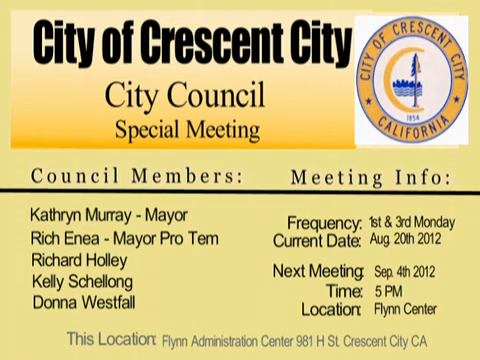 City of Crescent City
City Council
Special Meeting
CITY OF CRESCENT CITY
1854
CALIFORNIA
Council Members:
Kathryn Murray - Mayor
Rich Enea - Mayor Pro Tem
Richard Holley
Kelly Schellong
Donna Westfall
Meeting Info:
Frequency: 1st & 3rd Monday
Current Date: Aug. 20th 2012
Next Meeting: Sep. 4th 2012
Time: 5 PM
Location: Flynn Center
This Location: Flynn Administration Center 981 H St. Crescent City CA